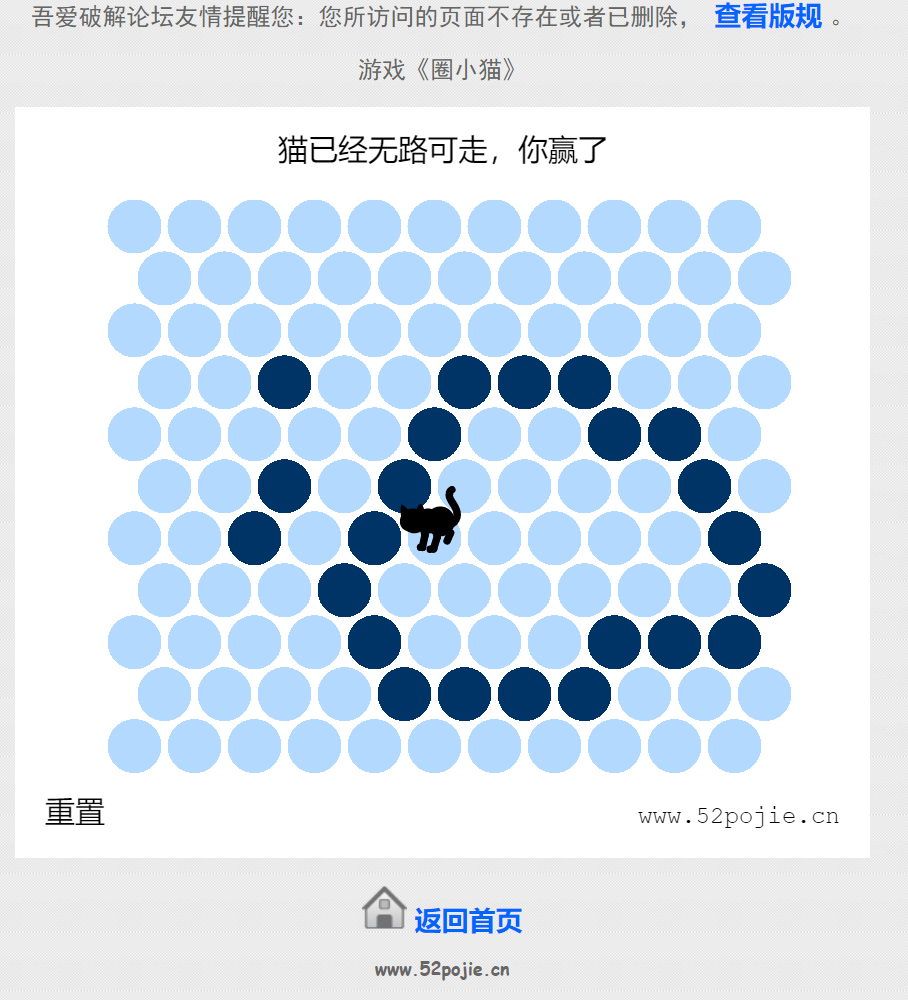 吾爱破解论坛友情提醒您：您所访问的页面不存在或者已删除， 查看版规 。
游戏《圈小猫》
猫已经无路可走，你赢了
重置
www.52pojie.cn
返回首页
www.52pojie.cn